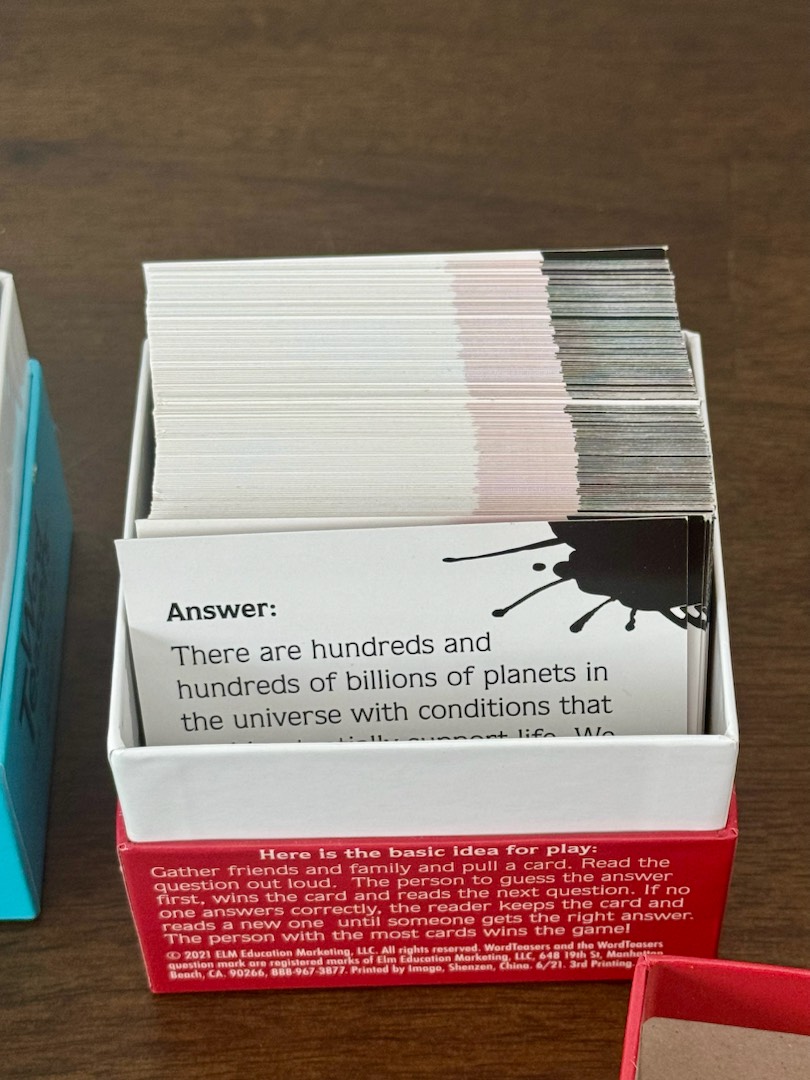 Answer:
There are hundreds and
hundreds of billions of planets in
the universe with conditions that
support life. We
Here is the basic idea for play:
Gather friends and family and pull a card. Read the
question out loud. The person to guess the answer
first, wins the card and reads the next question. If no
one answers correctly, the reader keeps the card and
reads a new one until someone gets the right answer.
The person with the most cards wins the game!
© 2021 ELM Education Marketing, LLC. All rights reserved. WordTeasers and the WordTeasers
question mark are registered marks of Elm Education Marketing, LLC, 648 19th St, Manhattan
Beach, CA. 90266, 888-967-3877. Printed by Imago, Shenzen, China. 6/21. 3rd Printing